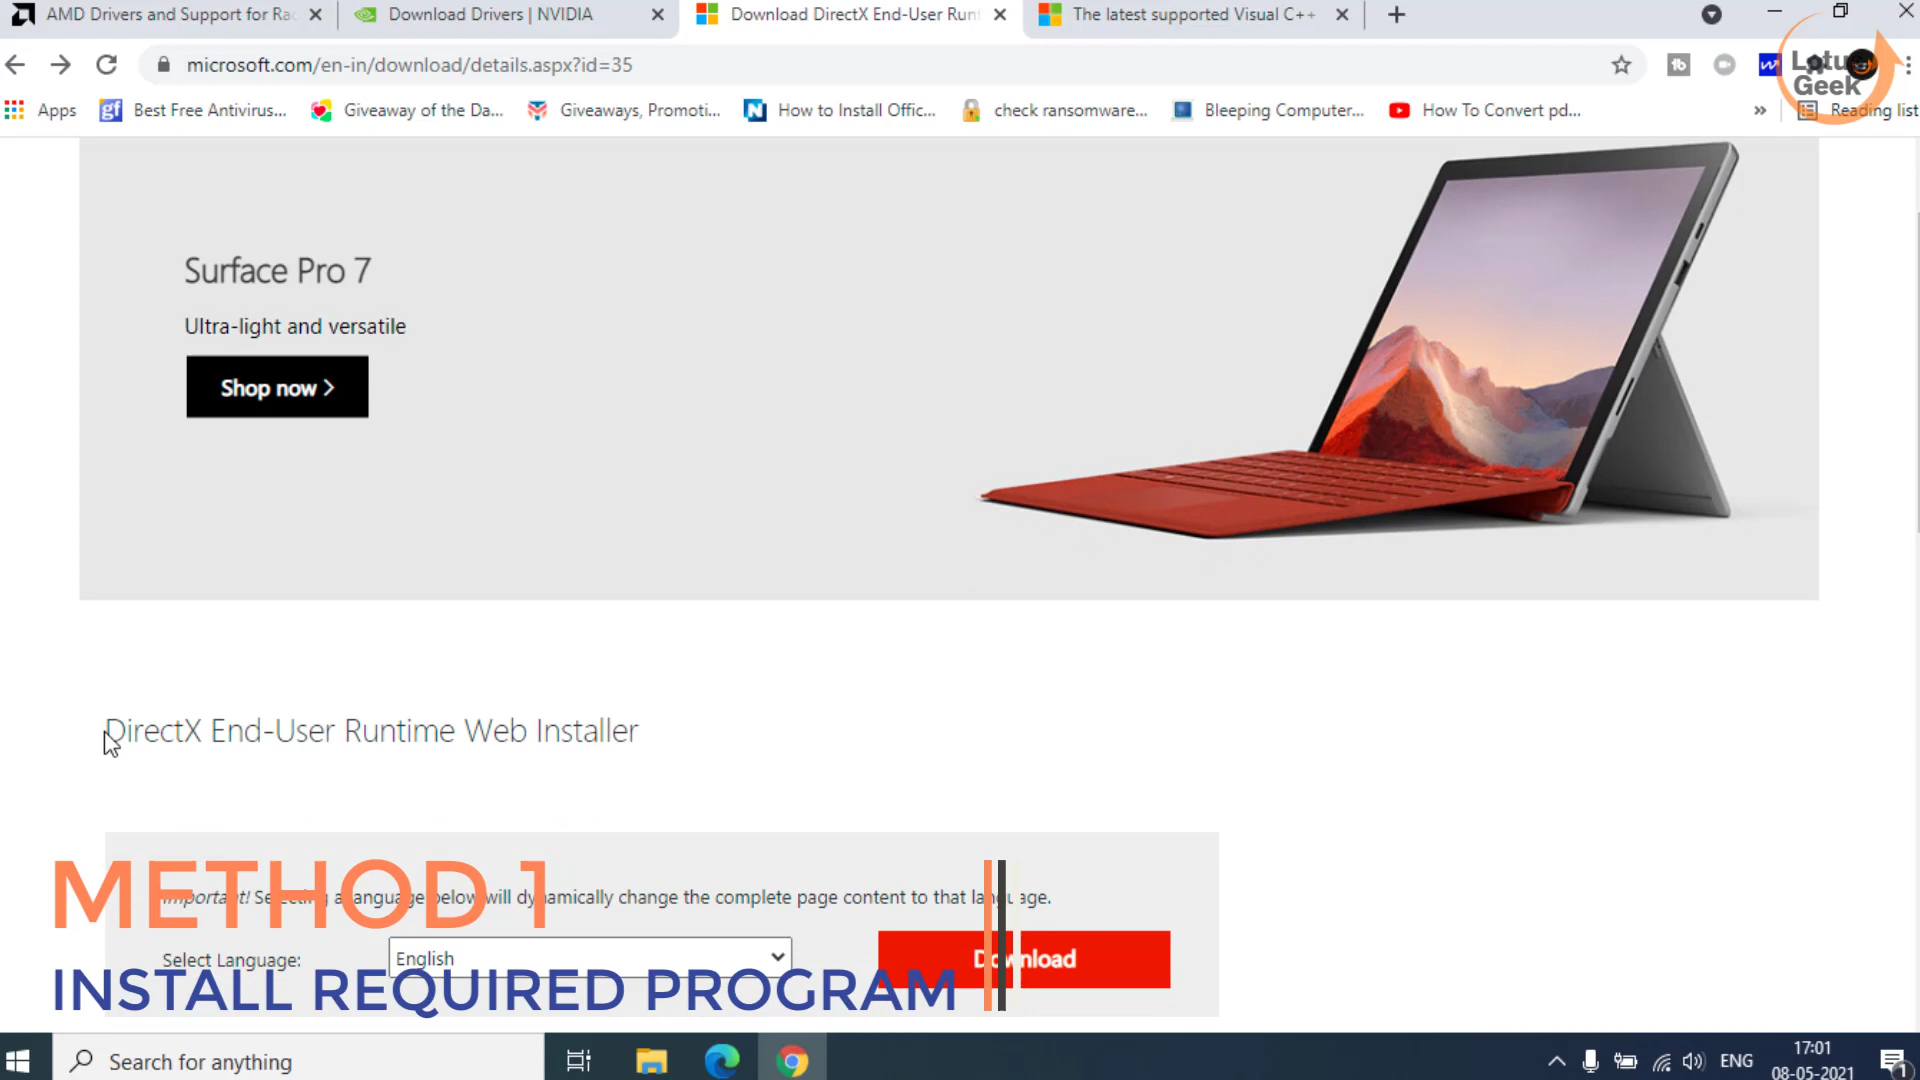 AMD Drivers and Support for Ra
Download Drivers | NVIDIA
Download DirectX End-User Run
The latest supported Visual C++
microsoft.com/en-in/download/details.aspx?id=35
Lotus
Geek
Apps
gf
Best Free Antivirus...
Giveaway of the Da...
Giveaways, Promoti...
How to Install Offic...
check ransomware...
Bleeping Computer...
How To Convert pd...
»
Reading list
Surface Pro 7
Ultra-light and versatile
Shop now >
DirectX End-User Runtime Web Installer
METHOD 1
Important! Selecting a language below will dynamically change the complete page content to that language.
Select Language:
English
Download
INSTALL REQUIRED PROGRAM
Search for anything
ENG
17:01
08-05-2021
1